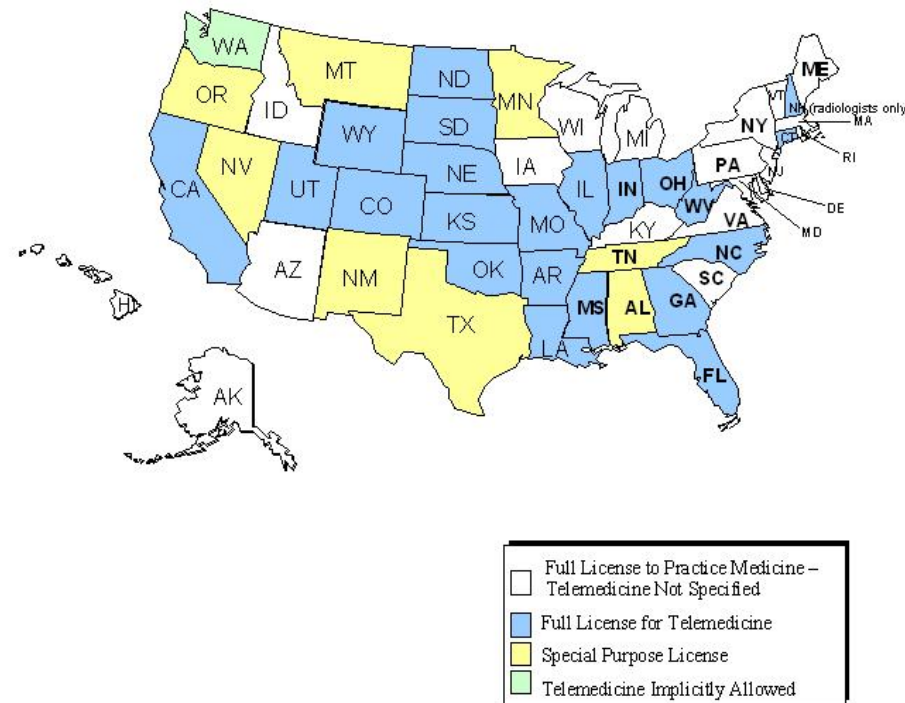 WA
MT
ND
MN
ME
VT
NH (radiologists only
MA
OR
ID
SD
WI
MI
NY
WY
RI
IA
PA
NJ
CT
NE
NV
CA
UT
CO
IL
IN
OH
WV
DE
MD
VA
KS
MO
KY
NC
TN
AZ
NM
OK
AR
SC
MS
AL
GA
TX
LA
FL
H
AK
Full License to Practice Medicine –
Telemedicine Not Specified
Full License for Telemedicine
Special Purpose License
Telemedicine Implicitly Allowed